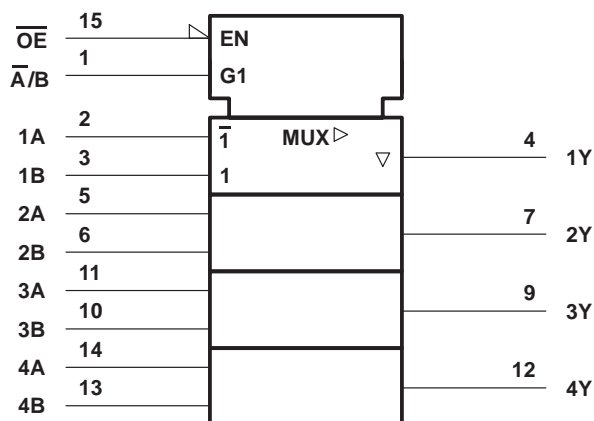 O̅E̅ 15 EN
A̅/B 1 G1
1A 2 1̅ MUX
4 1Y
1B 3 1
2A 5
7 2Y
2B 6
3A 11
9 3Y
3B 10
4A 14
12 4Y
4B 13